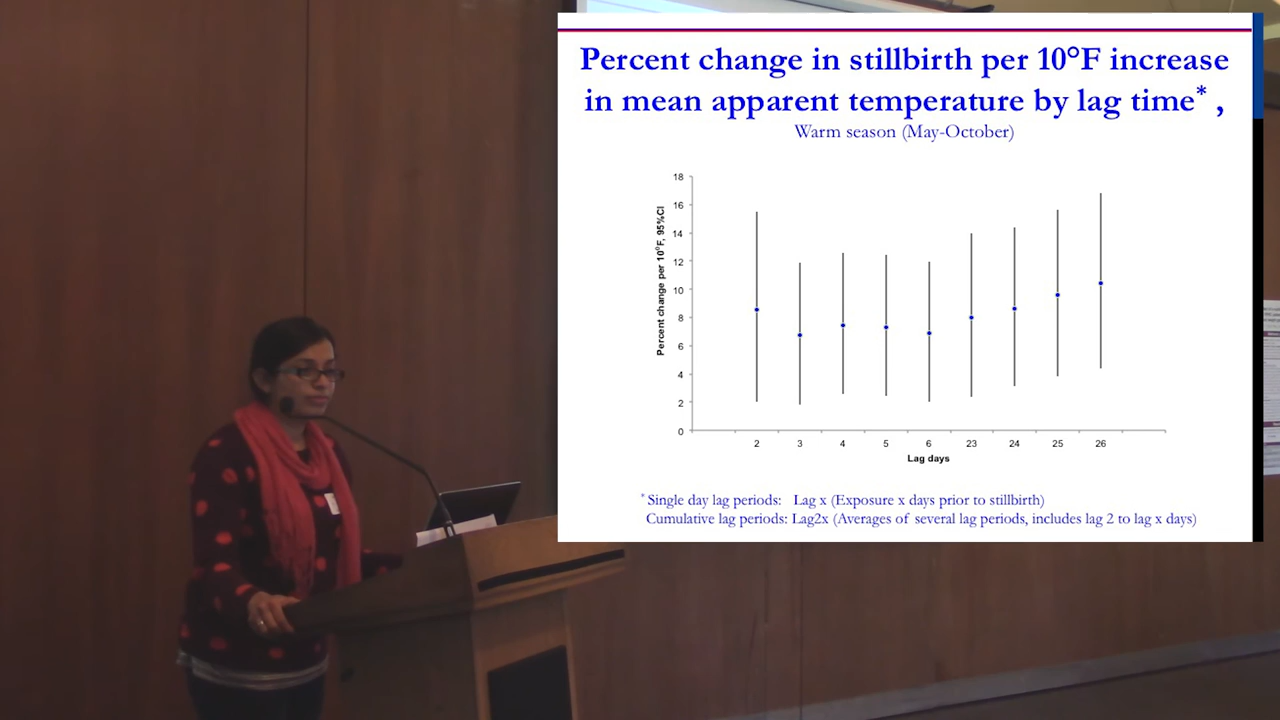 Percent change in stillbirth per 10°F increase
in mean apparent temperature by lag time* ,
Warm season (May-October)
Percent change per 10⁰F, 95%CI
18
16
14
12
10
8
6
4
2
0
2 3 4 5 6 23 24 25 26
Lag days
* Single day lag periods: Lag x (Exposure x days prior to stillbirth)
Cumulative lag periods: Lag2x (Averages of several lag periods, includes lag 2 to lag x days)